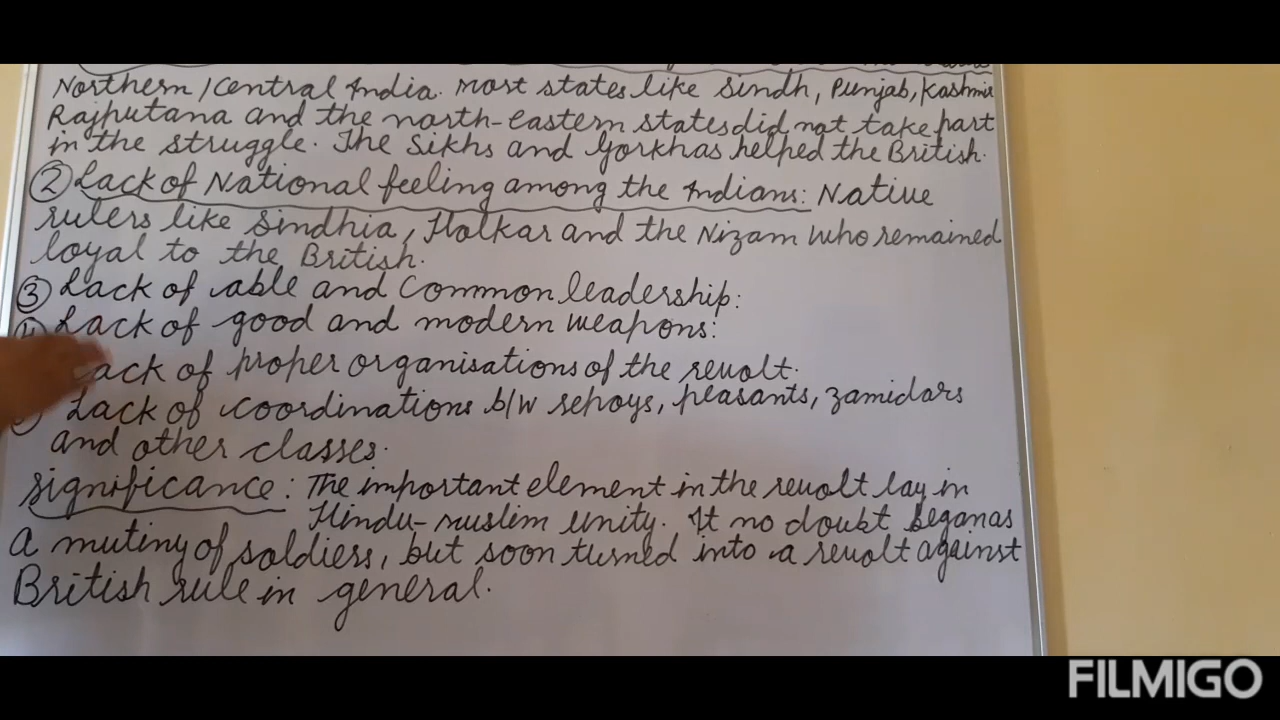 Northern/Central India. Most states like Sindh, Punjab, Kashmir
Rajputana and the north-eastern states did not take part
in the struggle. The Sikhs and Gorkhas helped the British.
② Lack of National feeling among the Indians: Native
rulers like Sindhia, Holkar and the Nizam who remained
loyal to the British.
③ Lack of able and common leadership:
④ Lack of good and modern weapons:
Lack of proper organisations of the revolt.
Lack of coordinations b/w sepoys, peasants, zamidars
and other classes.
Significance: The important element in the revolt lay in
Hindu-Muslim Unity. It no doubt began as
A mutiny of soldiers, but soon turned into a revolt against
British rule in general.
FILMIGO